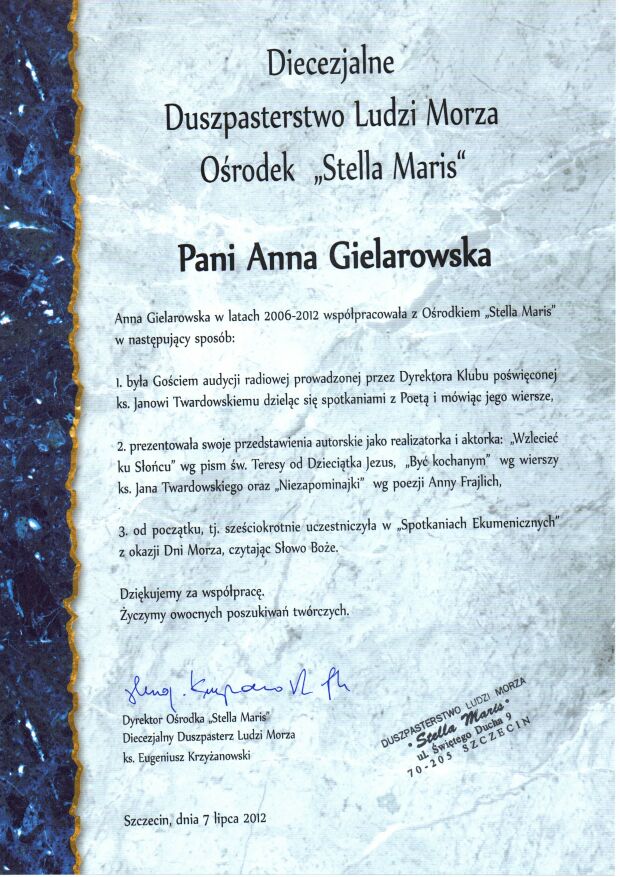 Diecezjalne
Duszpasterstwo Ludzi Morza
Ośrodek „Stella Maris“
Pani Anna Gielarowska
Anna Gielarowska w latach 2006-2012 współpracowała z Ośrodkiem „Stella Maris”
w następujący sposób:
1. była Gościem audycji radiowej prowadzonej przez Dyrektora Klubu poświęconej
ks. Janowi Twardowskiemu dzieląc się spotkaniami z Poetą i mówiąc jego wiersze,
2. prezentowała swoje przedstawienia autorskie jako realizatorka i aktorka: „Wzlecieć
ku Słońcu” wg pism św. Teresy od Dzieciątka Jezus, „Być kochanym” wg wierszy
ks. Jana Twardowskiego oraz „Niezapominajki” wg poezji Anny Frajlich,
3. od początku, tj. sześciokrotnie uczestniczyła w „Spotkaniach Ekumenicznych”
z okazji Dni Morza, czytając Słowo Boże.
Dziękujemy za współpracę.
Życzymy owocnych poszukiwań twórczych.
Dyrektor Ośrodka „Stella Maris”
Diecezjalny Duszpasterz Ludzi Morza
ks. Eugeniusz Krzyżanowski
DUSZPASTERSTWO LUDZI MORZA
"Stella Maris"
ul. Świętego Ducha 9
70-205 SZCZECIN
Szczecin, dnia 7 lipca 2012